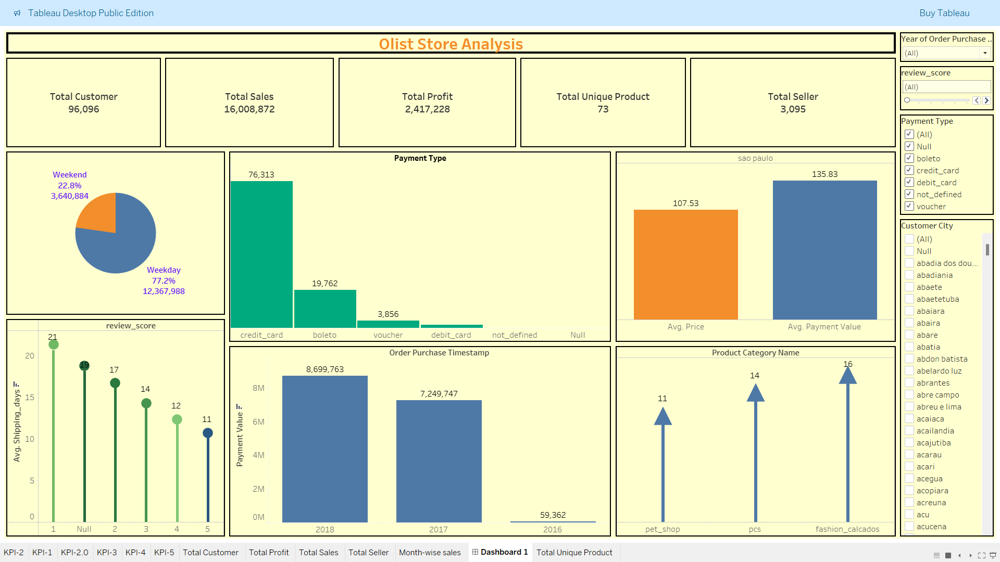 Tableau Desktop Public Edition
Buy Tableau
Olist Store Analysis
Total Customer
96,096
Total Sales
16,008,872
Total Profit
2,417,228
Total Unique Product
73
Total Seller
3,095
Year of Order Purchase ..
(All)
review_score
(All)
Payment Type
(All)
Null
boleto
credit_card
debit_card
not_defined
voucher
Customer City
(All)
Null
abadia dos dou...
abadiania
abaete
abaetetuba
abaiara
abaira
abare
abatia
abdon batista
abelardo luz
abrantes
abre campo
abreu e lima
acaiaca
acailandia
acajutiba
acarau
acari
acegua
acopiara
acreuna
acu
acucena
Weekend
22.8%
3,640,884
Weekday
77.2%
12,367,988
Payment Type
76,313
19,762
3,856
credit_card boleto voucher debit_card not_defined Null
sao paulo
135.83
107.53
Avg. Price Avg. Payment Value
review_score
Avg. Shipping_days
20
15
10
5
0
21
19
17
14
12
11
1 Null 2 3 4 5
Order Purchase Timestamp
Payment Value
8M
6M
4M
2M
0M
8,699,763
7,249,747
59,362
2018 2017 2016
Product Category Name
11
14
16
pet_shop pcs fashion_calcados
KPI-2 KPI-1 KPI-2.0 KPI-3 KPI-4 KPI-5 Total Customer Total Profit Total Sales Total Seller Month-wise sales Dashboard 1 Total Unique Product